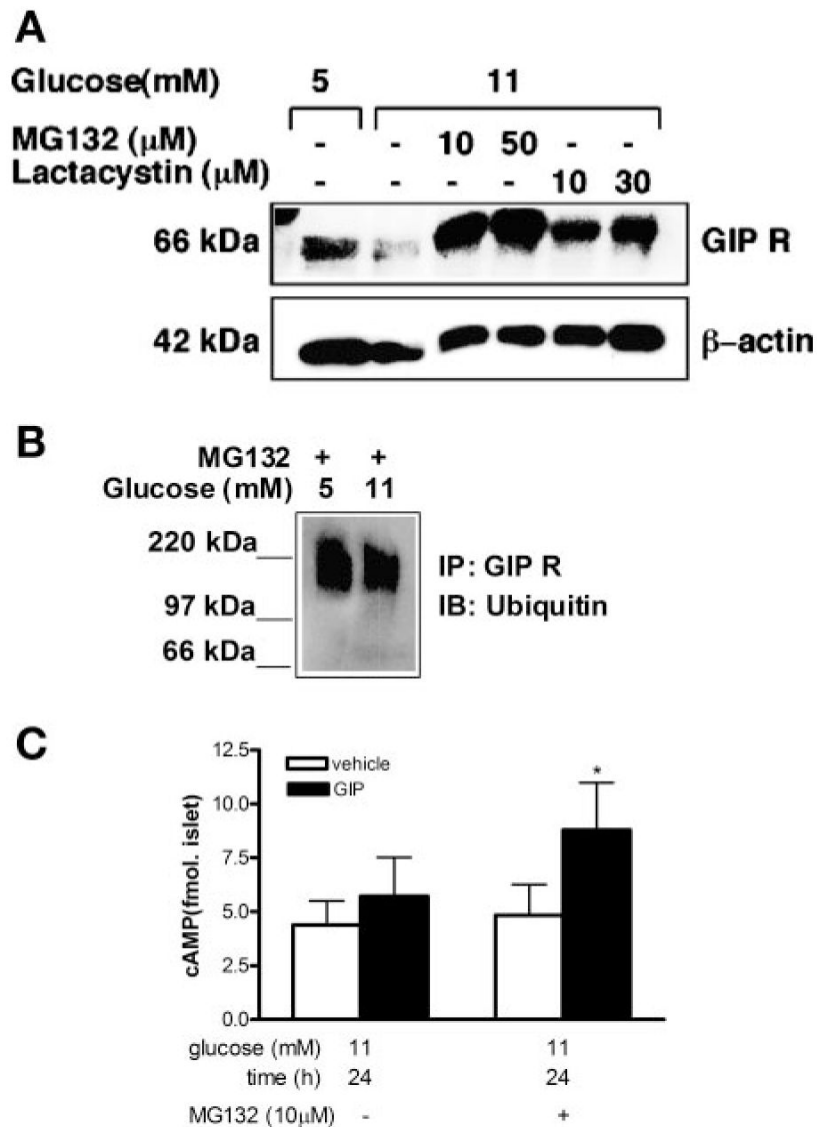 A
Glucose(mM) 5 11
MG132 (µM) - - 10 50 - -
Lactacystin (µM) - - - - 10 30
66 kDa GIP R
42 kDa β–actin
B
MG132 + +
Glucose (mM) 5 11
220 kDa
IP: GIP R
97 kDa IB: Ubiquitin
66 kDa
C
12.5
vehicle
*
GIP
10.0
7.5
5.0
2.5
0.0
cAMP(fmol. islet)
glucose (mM) 11 11
time (h) 24 24
MG132 (10µM) - +